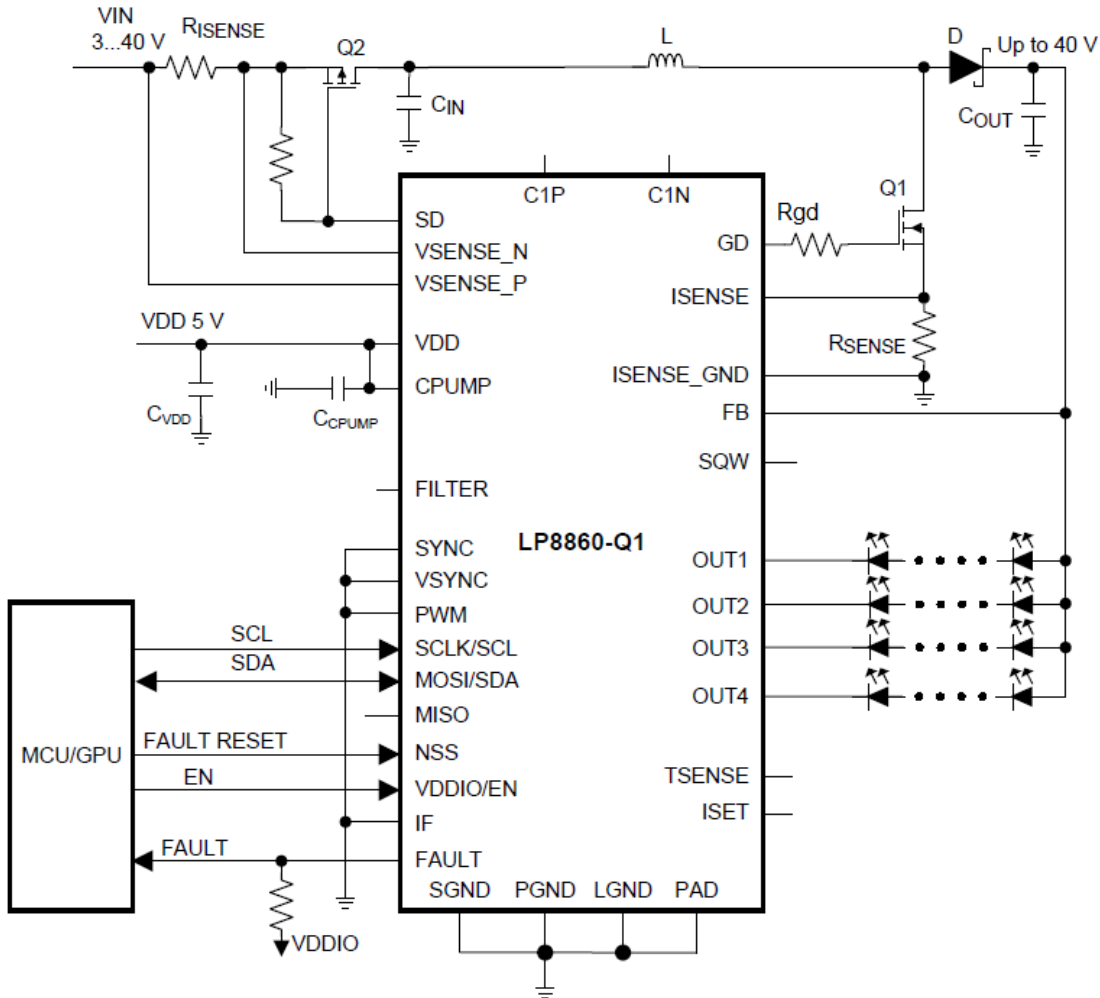 VIN
3...40 V
RISENSE
Q2
L
D
Up to 40 V
CIN
COUT
C1P
C1N
Q1
Rgd
SD
GD
VSENSE_N
VSENSE_P
ISENSE
VDD 5 V
VDD
RSENSE
CPUMP
ISENSE_GND
CVDD
CCPUMP
FB
SQW
FILTER
LP8860-Q1
SYNC
OUT1
VSYNC
PWM
OUT2
SCL
SCLK/SCL
OUT3
SDA
MOSI/SDA
OUT4
MISO
MCU/GPU
FAULT RESET
NSS
EN
VDDIO/EN
TSENSE
IF
ISET
FAULT
FAULT
SGND
PGND
LGND
PAD
VDDIO